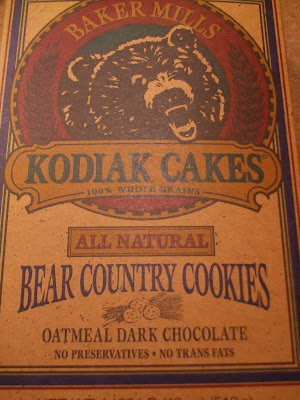 BAKER MILLS
KODIAK CAKES
100% WHOLE GRAINS
ALL NATURAL
BEAR COUNTRY COOKIES
OATMEAL DARK CHOCOLATE
NO PRESERVATIVES • NO TRANS FATS